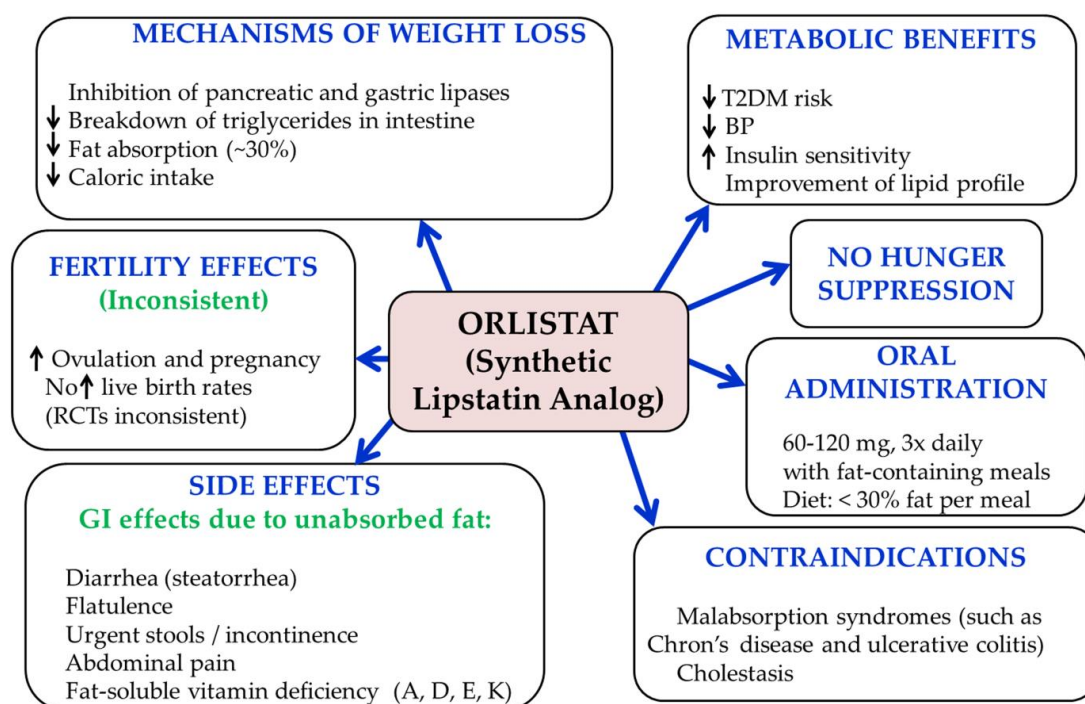 MECHANISMS OF WEIGHT LOSS
Inhibition of pancreatic and gastric lipases
↓ Breakdown of triglycerides in intestine
↓ Fat absorption (~30%)
↓ Caloric intake
METABOLIC BENEFITS
↓ T2DM risk
↓ BP
↑ Insulin sensitivity
Improvement of lipid profile
FERTILITY EFFECTS
(Inconsistent)
↑ Ovulation and pregnancy
No ↑ live birth rates
(RCTs inconsistent)
ORLISTAT
(Synthetic
Lipstatin Analog)
NO HUNGER
SUPPRESSION
ORAL
ADMINISTRATION
60-120 mg, 3x daily
with fat-containing meals
Diet: < 30% fat per meal
SIDE EFFECTS
GI effects due to unabsorbed fat:
Diarrhea (steatorrhea)
Flatulence
Urgent stools / incontinence
Abdominal pain
Fat-soluble vitamin deficiency (A, D, E, K)
CONTRAINDICATIONS
Malabsorption syndromes (such as
Chron's disease and ulcerative colitis)
Cholestasis